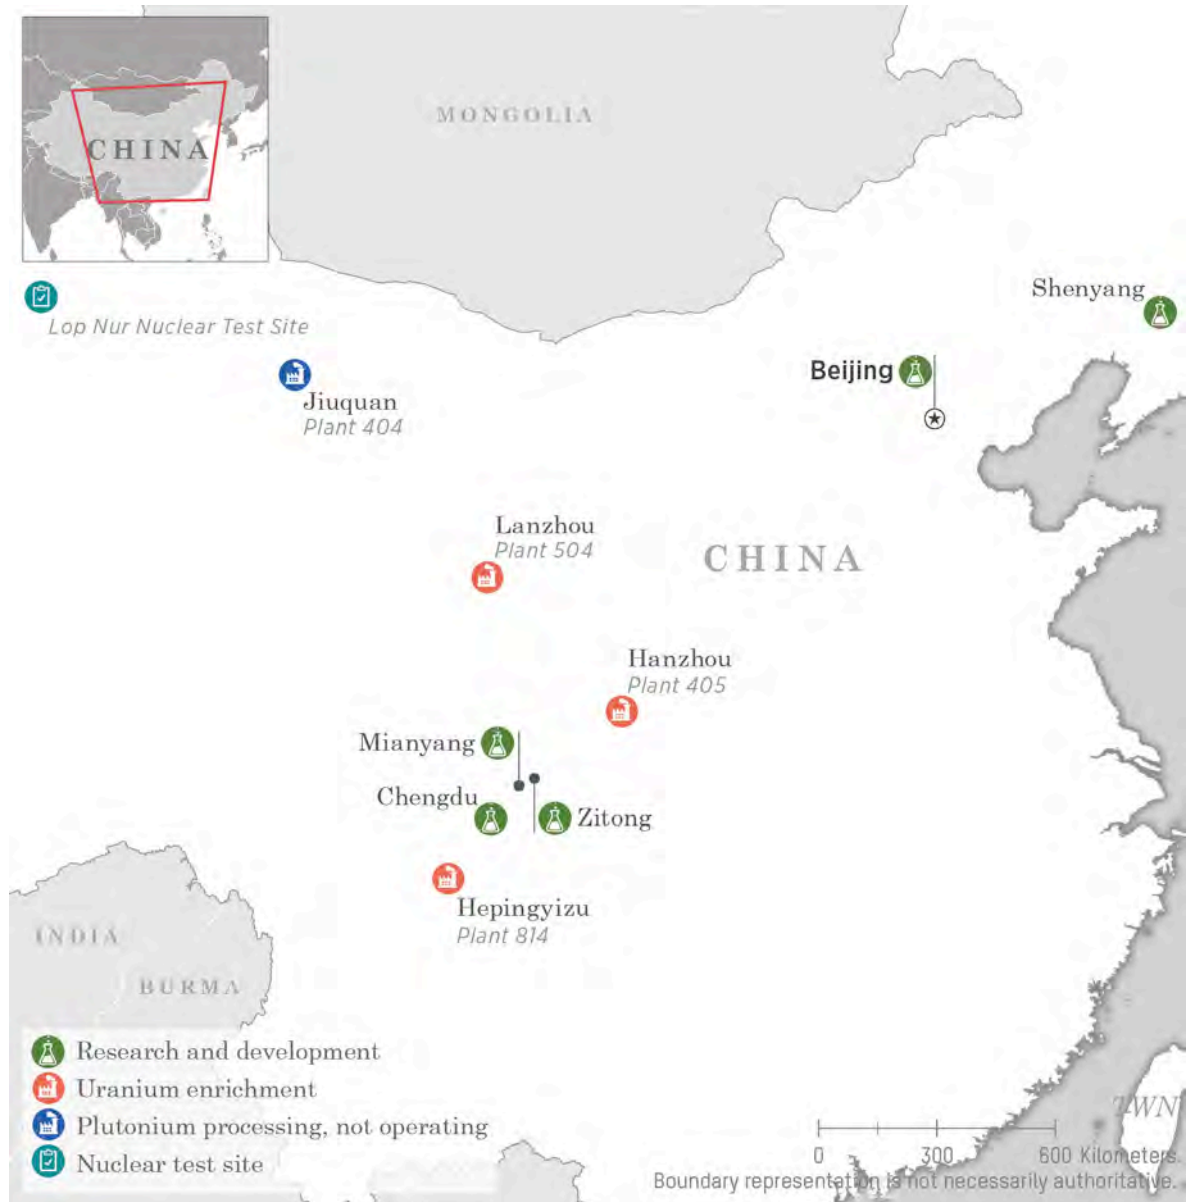 CHINA
MONGOLIA
Lop Nur Nuclear Test Site
Shenyang
Beijing
Jiuquan
Plant 404
Lanzhou
Plant 504
CHINA
Hanzhou
Plant 405
Mianyang
Chengdu
Zitong
Hepingyizu
Plant 814
INDIA
BURMA
Research and development
Uranium enrichment
Plutonium processing, not operating
Nuclear test site
TWN
0 300 600 Kilometers
Boundary representation is not necessarily authoritative.